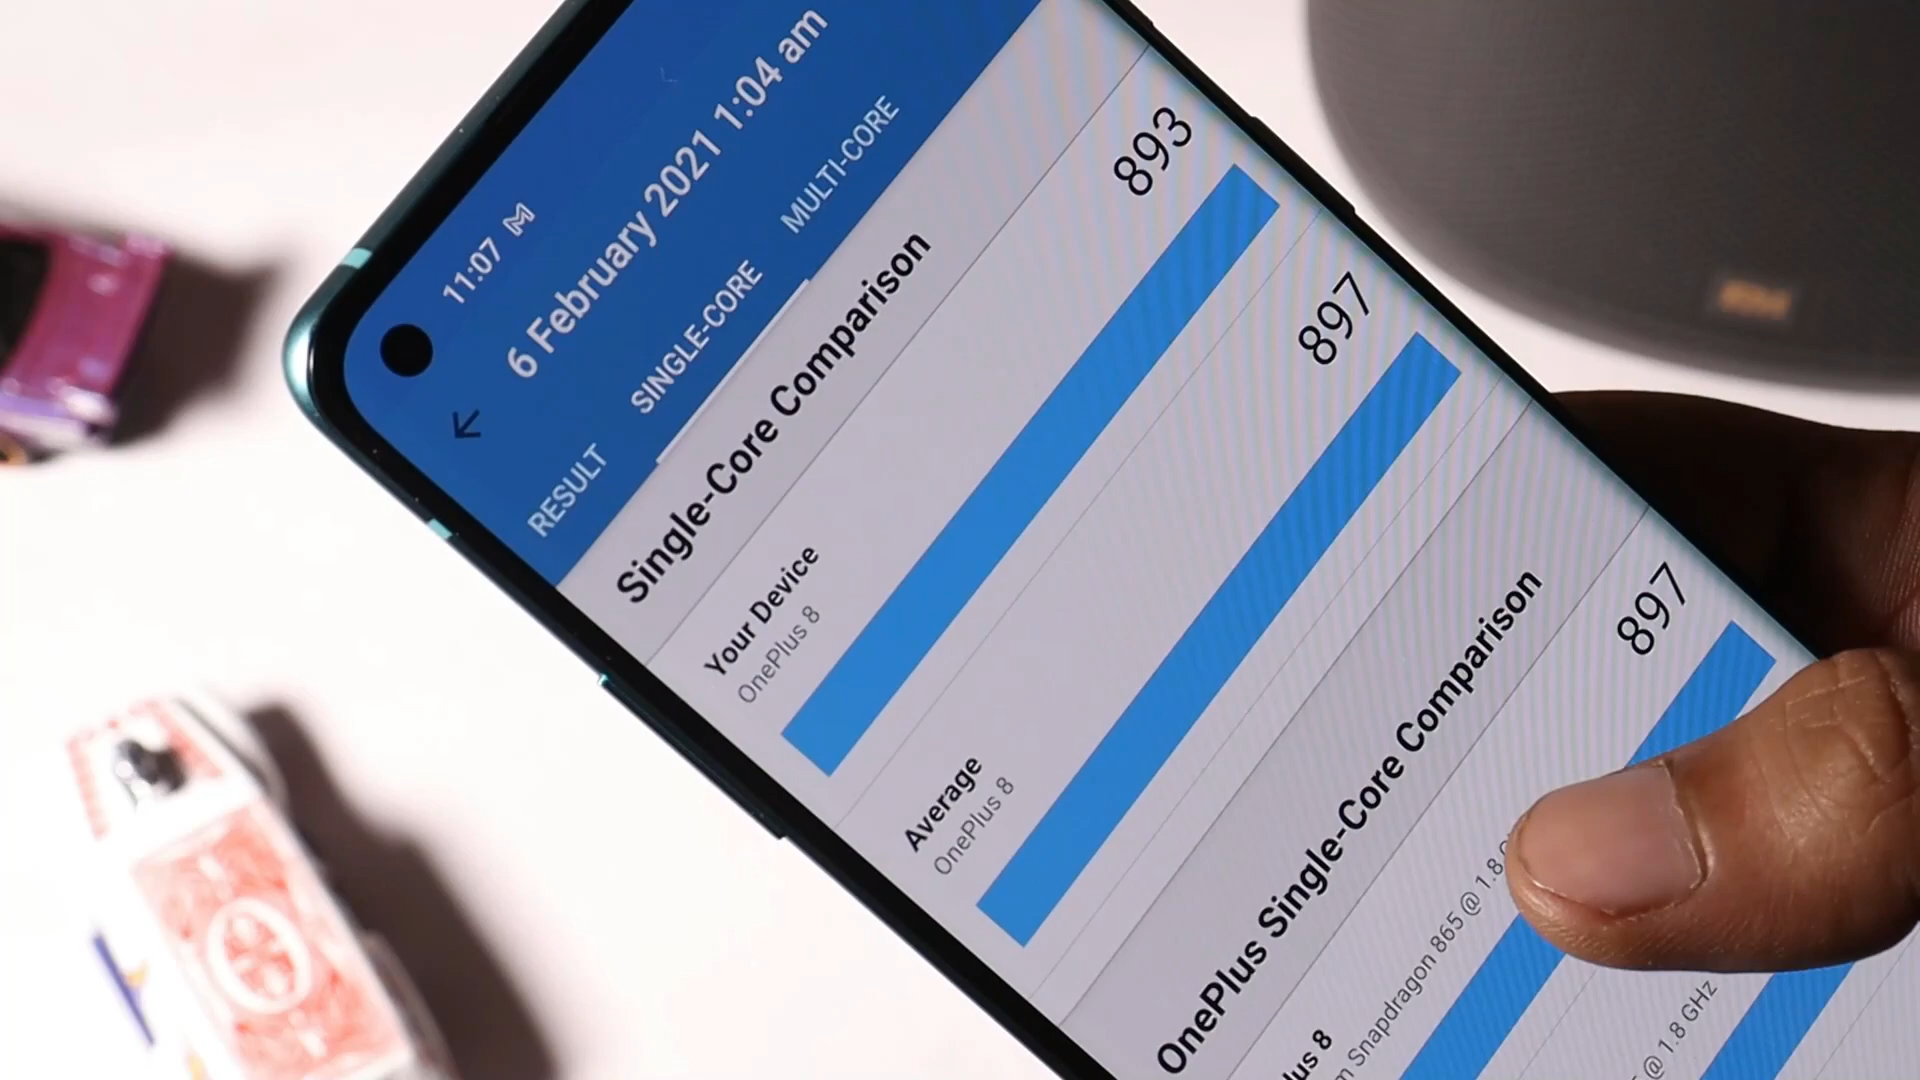 11:07
6 February 2021 1:04 am
RESULT SINGLE-CORE MULTI-CORE
Single-Core Comparison
Your Device 893
OnePlus 8
Average 897
OnePlus 8
OnePlus Single-Core Comparison
897
Snapdragon 865 @ 1.8
@ 1.8 GHz